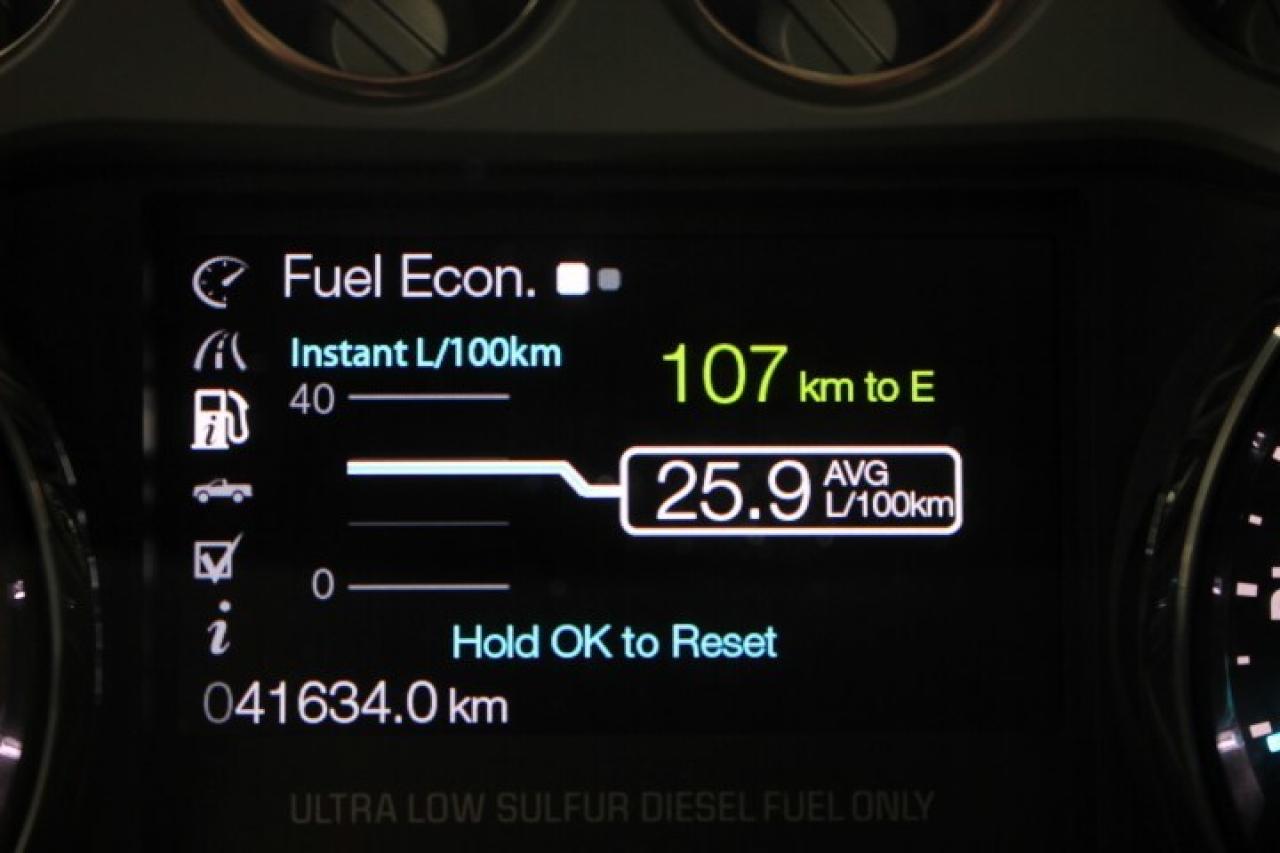 Fuel Econ.
Instant L/100km
107 km to E
40
25.9 AVG L/100km
0
Hold OK to Reset
041634.0 km
ULTRA LOW SULFUR DIESEL FUEL ONLY